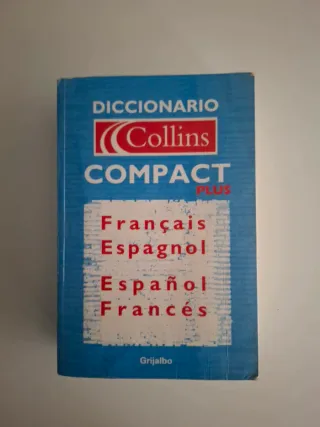 DICCIONARIO
Collins
COMPACT
PLUS
Français
Espagnol
Español
Francés
Grijalbo